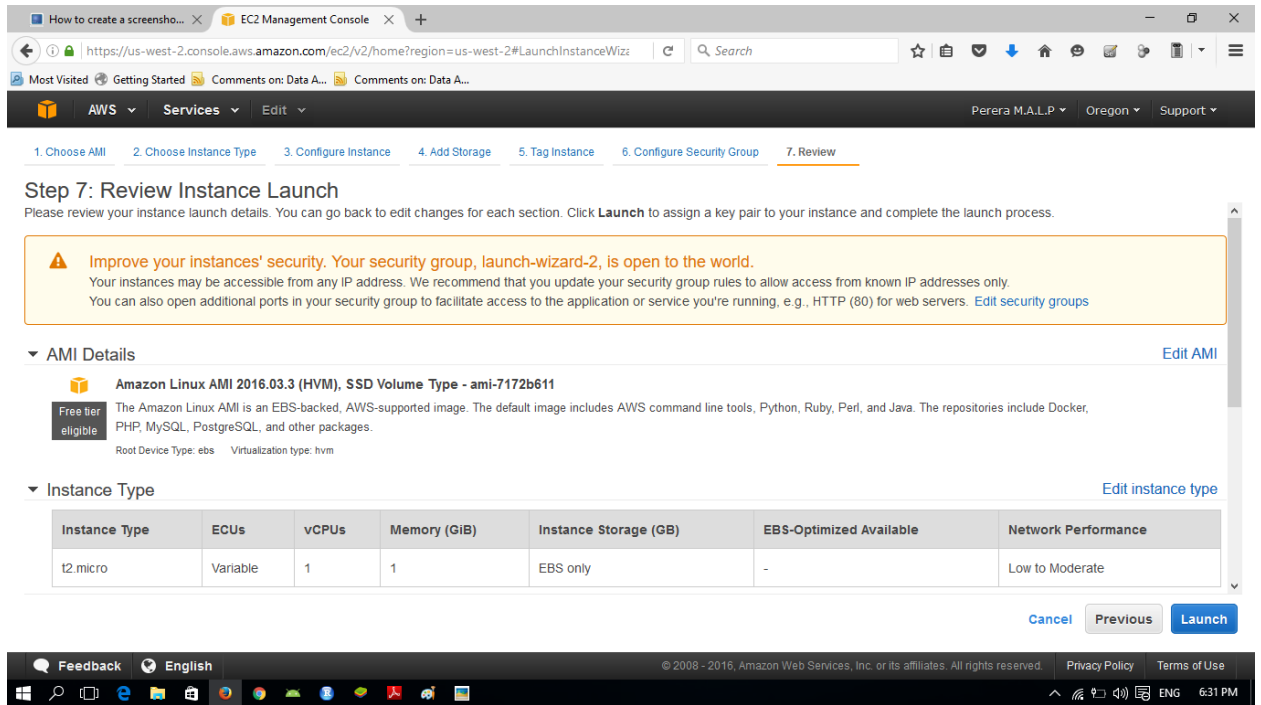 How to create a screensho...
EC2 Management Console
https://us-west-2.console.aws.amazon.com/ec2/v2/home?region=us-west-2#LaunchInstanceWiza
Search
Most Visited Getting Started Comments on: Data A... Comments on: Data A...
AWS Services Edit Perera M.A.L.P Oregon Support
1. Choose AMI 2. Choose Instance Type 3. Configure Instance 4. Add Storage 5. Tag Instance 6. Configure Security Group 7. Review
Step 7: Review Instance Launch
Please review your instance launch details. You can go back to edit changes for each section. Click Launch to assign a key pair to your instance and complete the launch process.
Improve your instances' security. Your security group, launch-wizard-2, is open to the world.
Your instances may be accessible from any IP address. We recommend that you update your security group rules to allow access from known IP addresses only.
You can also open additional ports in your security group to facilitate access to the application or service you're running, e.g., HTTP (80) for web servers. Edit security groups
AMI Details Edit AMI
Amazon Linux AMI 2016.03.3 (HVM), SSD Volume Type - ami-7172b611
Free tier eligible
The Amazon Linux AMI is an EBS-backed, AWS-supported image. The default image includes AWS command line tools, Python, Ruby, Perl, and Java. The repositories include Docker,
PHP, MySQL, PostgreSQL, and other packages.
Root Device Type: ebs Virtualization type: hvm
Instance Type Edit instance type
Instance Type ECUs vCPUs Memory (GiB) Instance Storage (GB) EBS-Optimized Available Network Performance
t2.micro Variable 1 1 EBS only - Low to Moderate
Cancel Previous Launch
Feedback English © 2008 - 2016, Amazon Web Services, Inc. or its affiliates. All rights reserved. Privacy Policy Terms of Use
ENG 6:31 PM